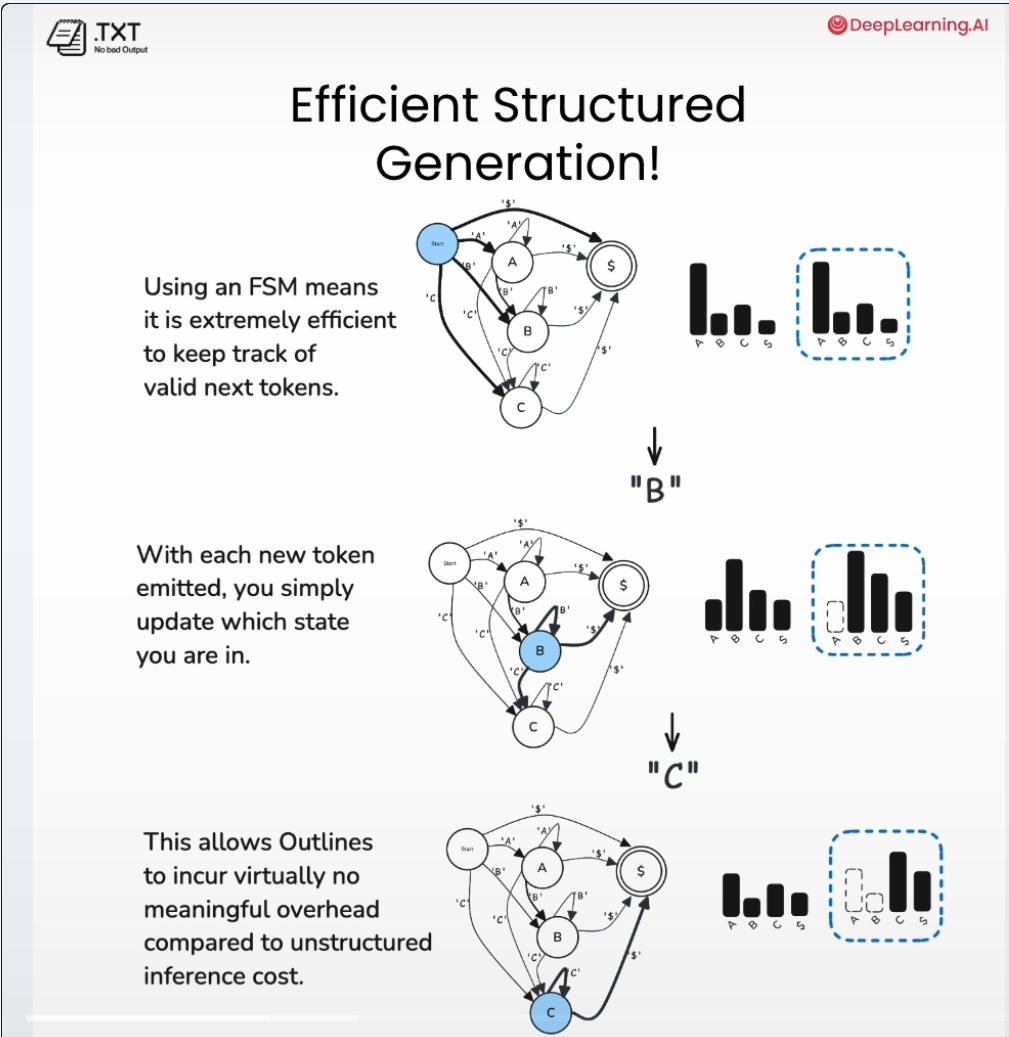 .TXT
No bad Output
DeepLearning.AI
Efficient Structured
Generation!
'$'
Start
'A'
'A'
'$'
A
$
'B'
'B'
'B'
'C'
'C'
'$'
B
'C'
'$'
'C'
C
A B C $
A B C $
Using an FSM means
it is extremely efficient
to keep track of
valid next tokens.
"B"
With each new token
emitted, you simply
update which state
you are in.
'$'
Start
'A'
'A'
'$'
A
$
'B'
'B'
'B'
'C'
'C'
'$'
B
'C'
'$'
'C'
C
A B C $
A B C $
"C"
This allows Outlines
to incur virtually no
meaningful overhead
compared to unstructured
inference cost.
'$'
Start
'A'
'A'
'$'
A
$
'B'
'B'
'B'
'C'
'C'
'$'
B
'C'
'$'
'C'
C
A B C $
A B C $